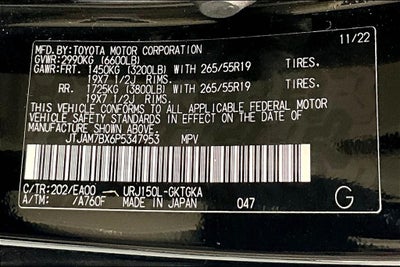 MFD.BY:TOYOTA MOTOR CORPORATION 11/22
GVWR:2990KG (6600LB)
GAWR:FRT. 1450KG (3200LB) WITH 265/55R19 TIRES.
19X7 1/2J RIMS.
RR. 1725KG (3800LB) WITH 265/55R19 TIRES.
19X7 1/2J RIMS.
THIS VEHICLE CONFORMS TO ALL APPLICABLE FEDERAL MOTOR
VEHICLE SAFETY STANDARDS IN EFFECT ON THE DATE OF
MANUFACTURE SHOWN ABOVE.
JTJAM7BX6P5347953 MPV
C/TR:202/EA00 URJ150L-GKTGKA
A/TM: /A760F MADE IN JAPAN 047 G